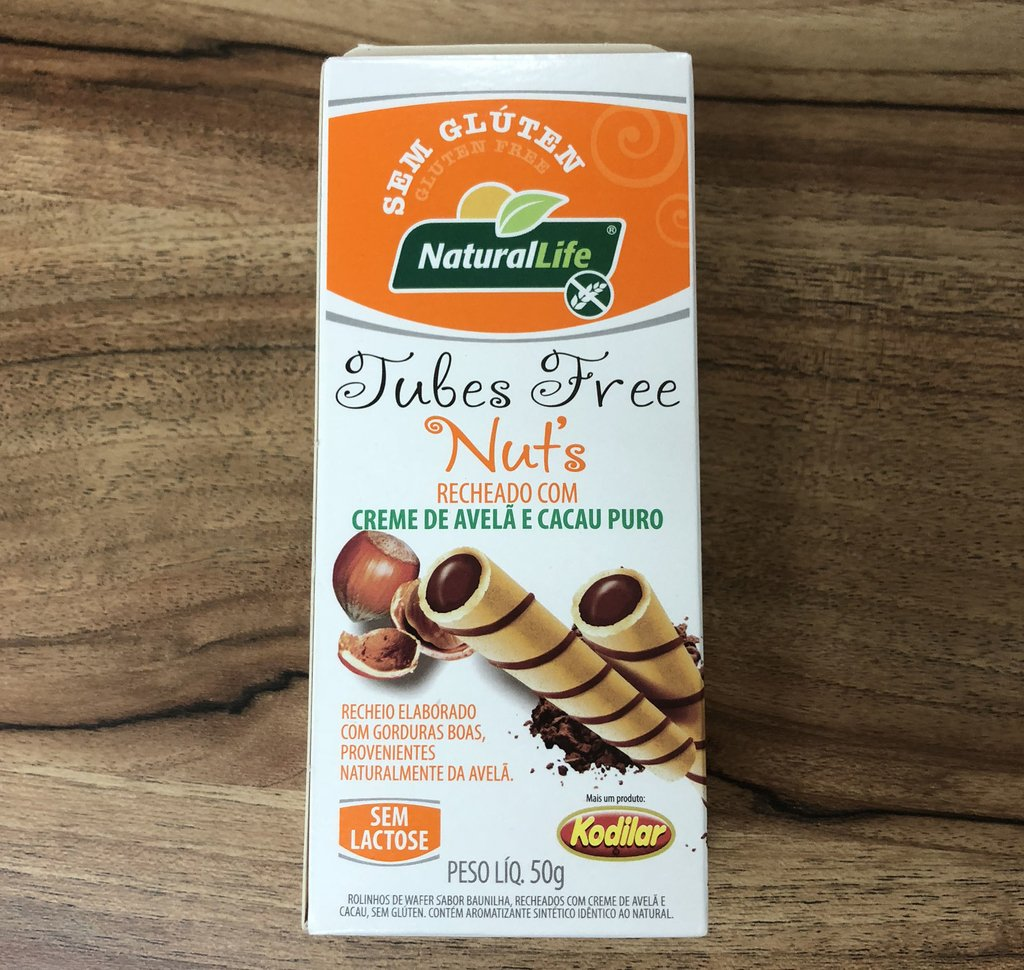 SEM GLÚTEN
GLUTEN FREE
NaturalLife®
Tubes Free
Nut's
RECHEADO COM
CREME DE AVELÃ E CACAU PURO
RECHEIO ELABORADO
COM GORDURAS BOAS,
PROVENIENTES
NATURALMENTE DA AVELÃ.
SEM
LACTOSE
Mais um produto:
Kodilar
PESO LÍQ. 50g
ROLINHOS DE WAFER SABOR BAUNILHA, RECHEADOS COM CREME DE AVELÃ E
CACAU, SEM GLÚTEN. CONTÉM AROMATIZANTE SINTÉTICO IDÊNTICO AO NATURAL.